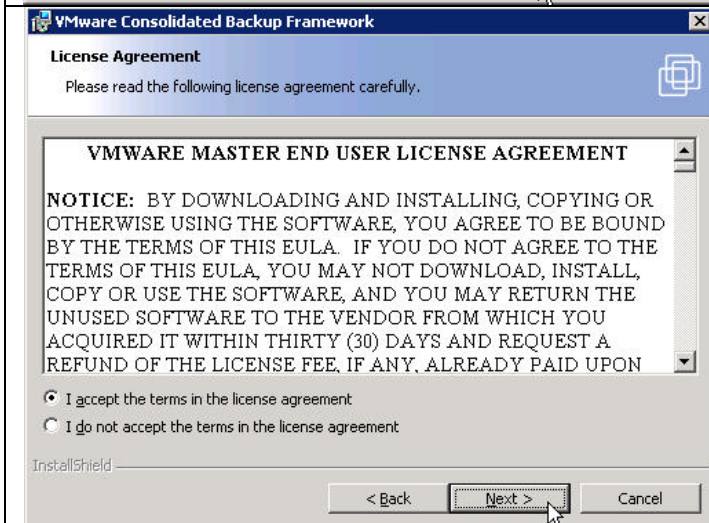 VMware Consolidated Backup Framework
License Agreement
Please read the following license agreement carefully.
VMWARE MASTER END USER LICENSE AGREEMENT
NOTICE: BY DOWNLOADING AND INSTALLING, COPYING OR
OTHERWISE USING THE SOFTWARE, YOU AGREE TO BE BOUND
BY THE TERMS OF THIS EULA. IF YOU DO NOT AGREE TO THE
TERMS OF THIS EULA, YOU MAY NOT DOWNLOAD, INSTALL,
COPY OR USE THE SOFTWARE, AND YOU MAY RETURN THE
UNUSED SOFTWARE TO THE VENDOR FROM WHICH YOU
ACQUIRED IT WITHIN THIRTY (30) DAYS AND REQUEST A
REFUND OF THE LICENSE FEE, IF ANY, ALREADY PAID UPON
I accept the terms in the license agreement
I do not accept the terms in the license agreement
InstallShield
< Back Next > Cancel